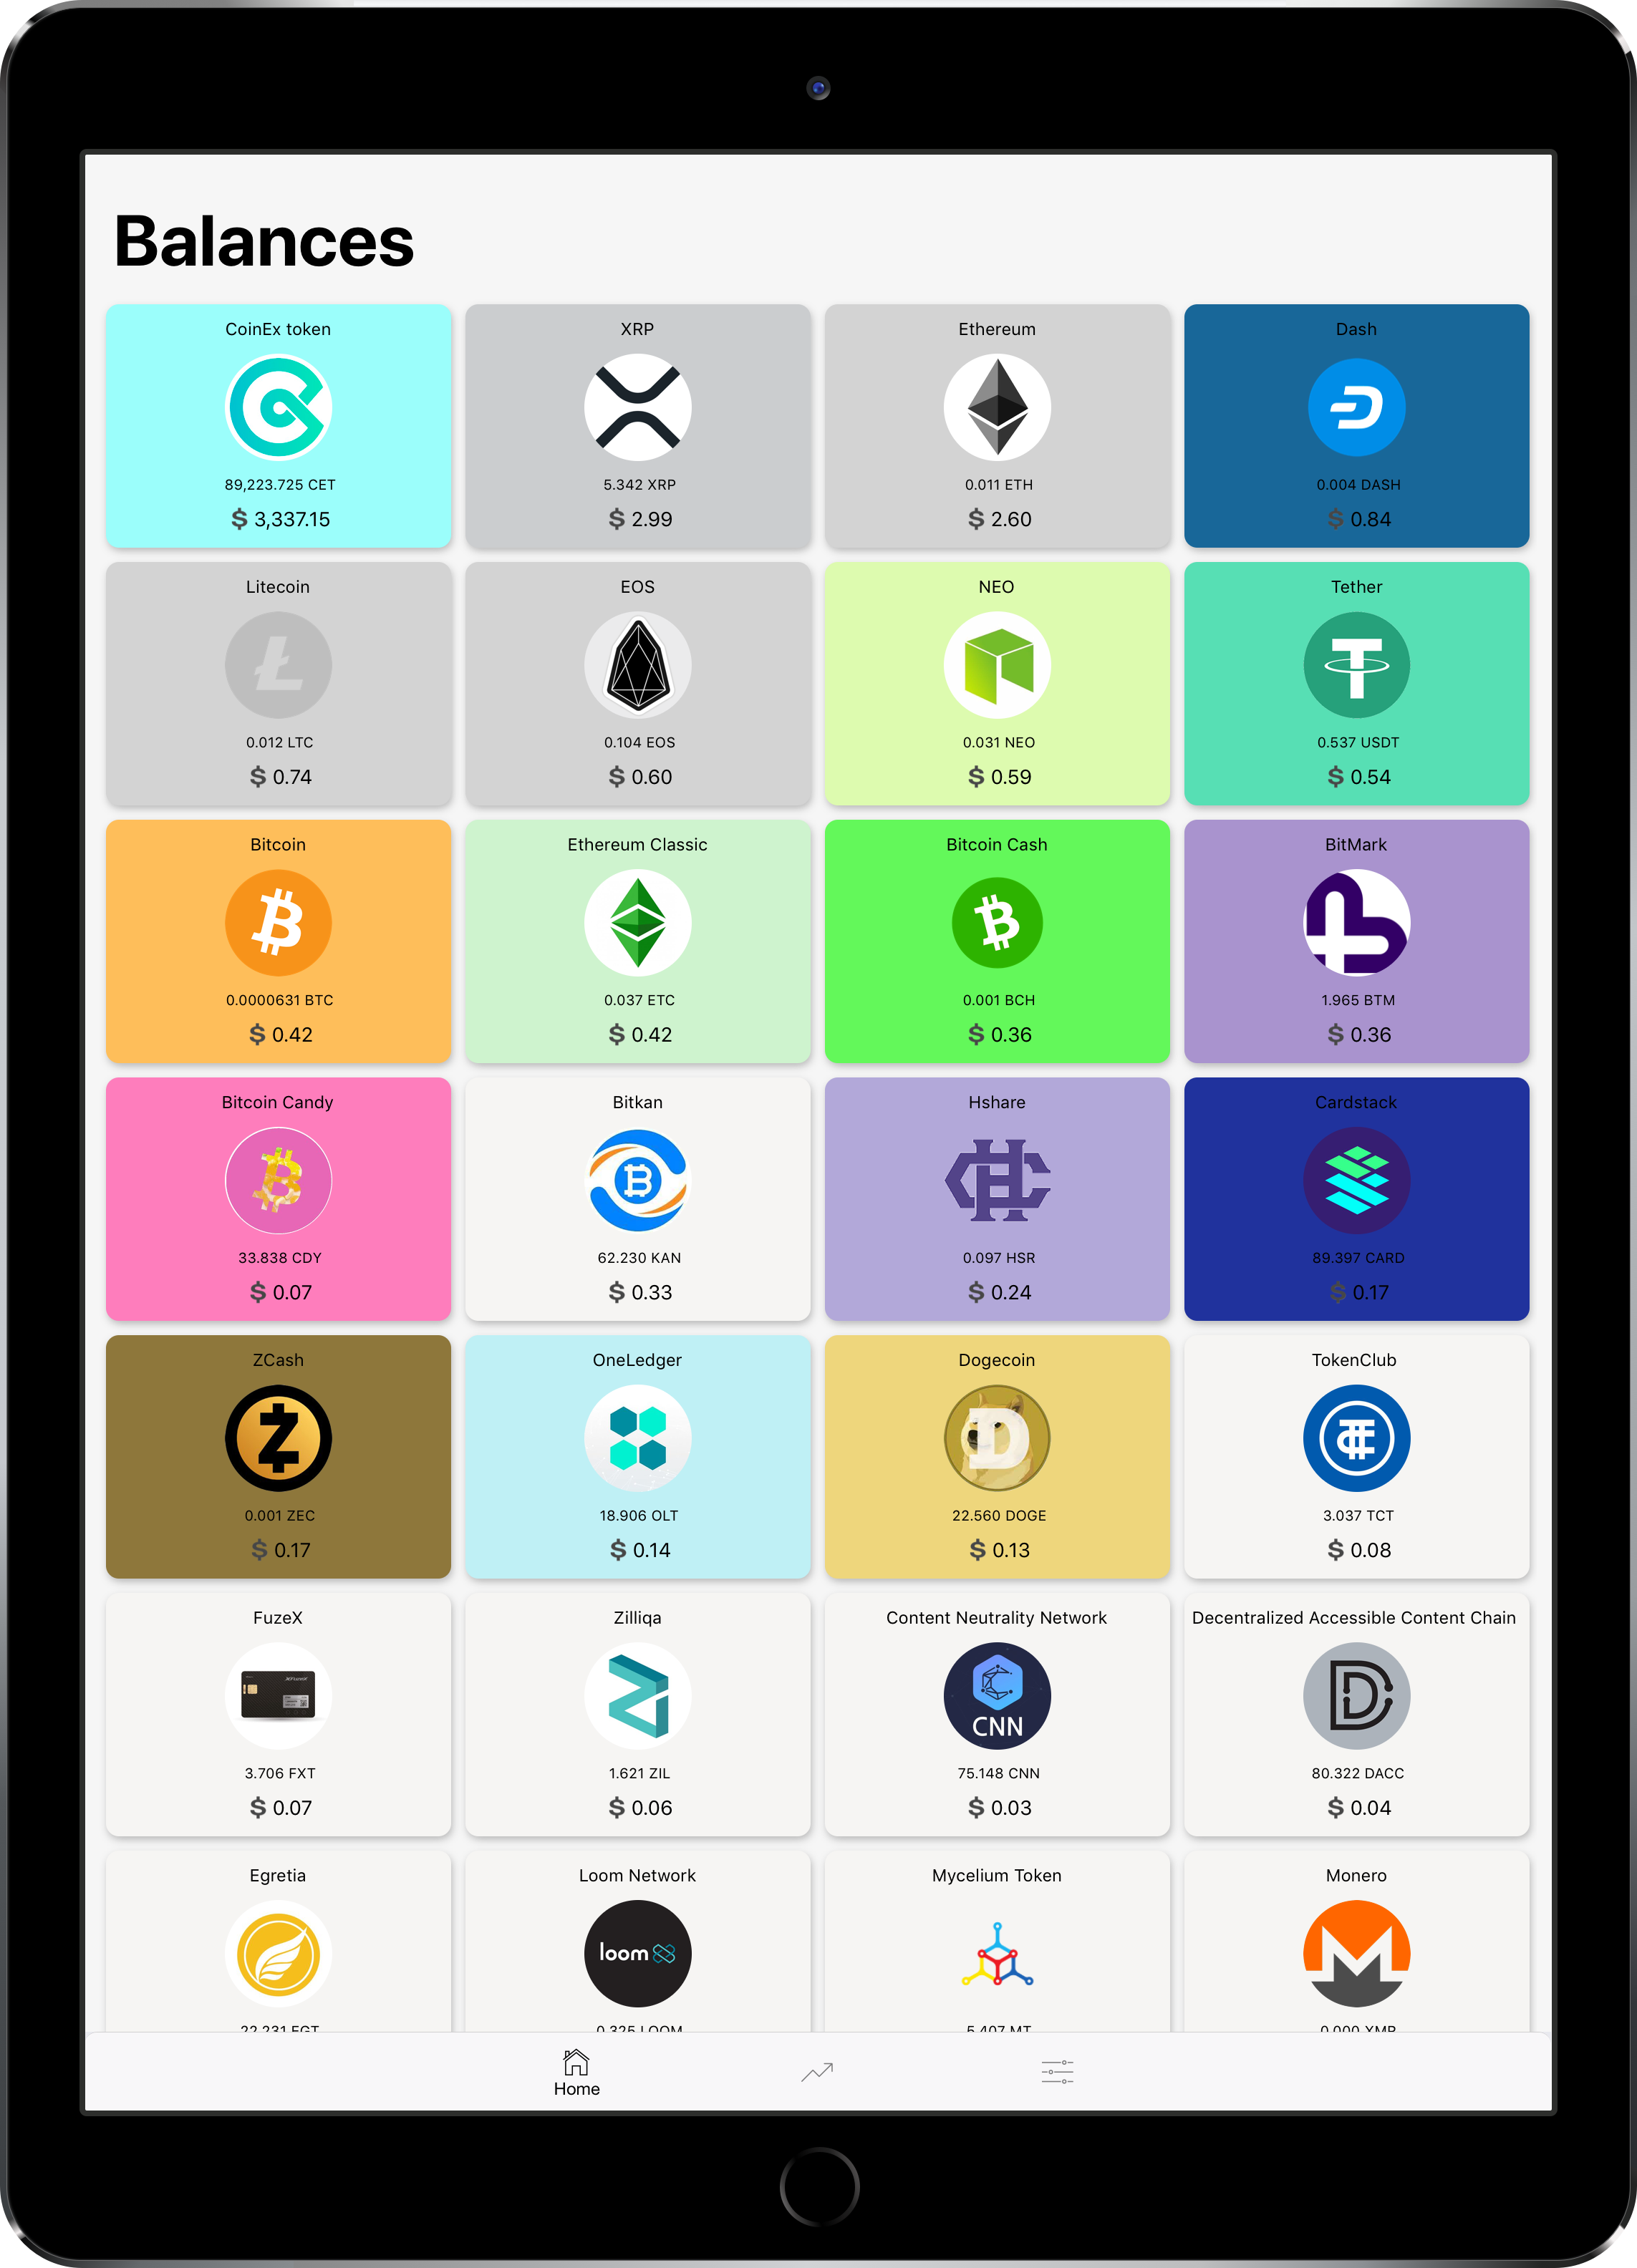 Balances
CoinEx token
89,223.725 CET
$ 3,337.15
XRP
5.342 XRP
$ 2.99
Ethereum
0.011 ETH
$ 2.60
Dash
0.004 DASH
$ 0.84
Litecoin
0.012 LTC
$ 0.74
EOS
0.104 EOS
$ 0.60
NEO
0.031 NEO
$ 0.59
Tether
0.537 USDT
$ 0.54
Bitcoin
0.0000631 BTC
$ 0.42
Ethereum Classic
0.037 ETC
$ 0.42
Bitcoin Cash
0.001 BCH
$ 0.36
BitMark
1.965 BTM
$ 0.36
Bitcoin Candy
33.838 CDY
$ 0.07
Bitkan
62.230 KAN
$ 0.33
Hshare
0.097 HSR
$ 0.24
Cardstack
89.397 CARD
$ 0.17
ZCash
0.001 ZEC
$ 0.17
OneLedger
18.906 OLT
$ 0.14
Dogecoin
D
22.560 DOGE
$ 0.13
TokenClub
3.037 TCT
$ 0.08
FuzeX
3.706 FXT
$ 0.07
Zilliqa
1.621 ZIL
$ 0.06
Content Neutrality Network
CNN
75.148 CNN
$ 0.03
Decentralized Accessible Content Chain
80.322 DACC
$ 0.04
Egretia
22.231 EGT
Loom Network
loom
0.325 LOOM
Mycelium Token
5.407 MT
Monero
0.000 XMR
Home